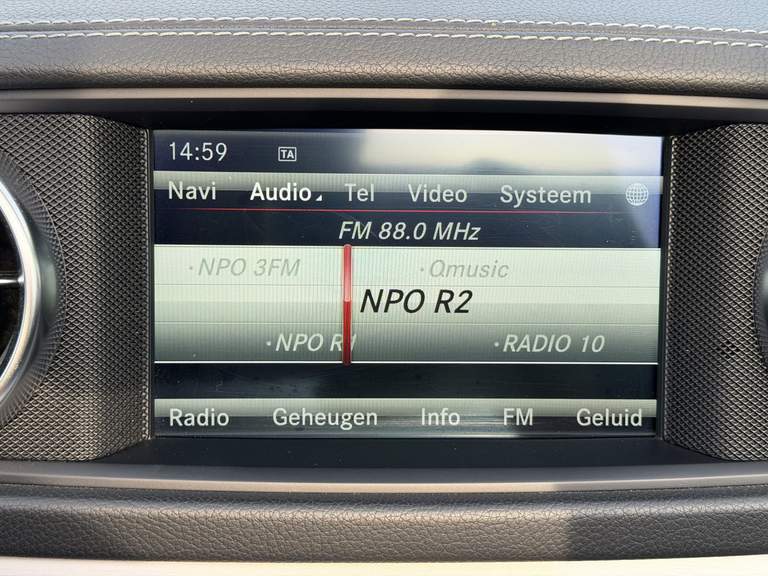 14:59 TA
Navi Audio Tel Video Systeem
FM 88.0 MHz
·NPO 3FM ·Qmusic
NPO R2
·NPO R1 ·RADIO 10
Radio Geheugen Info FM Geluid